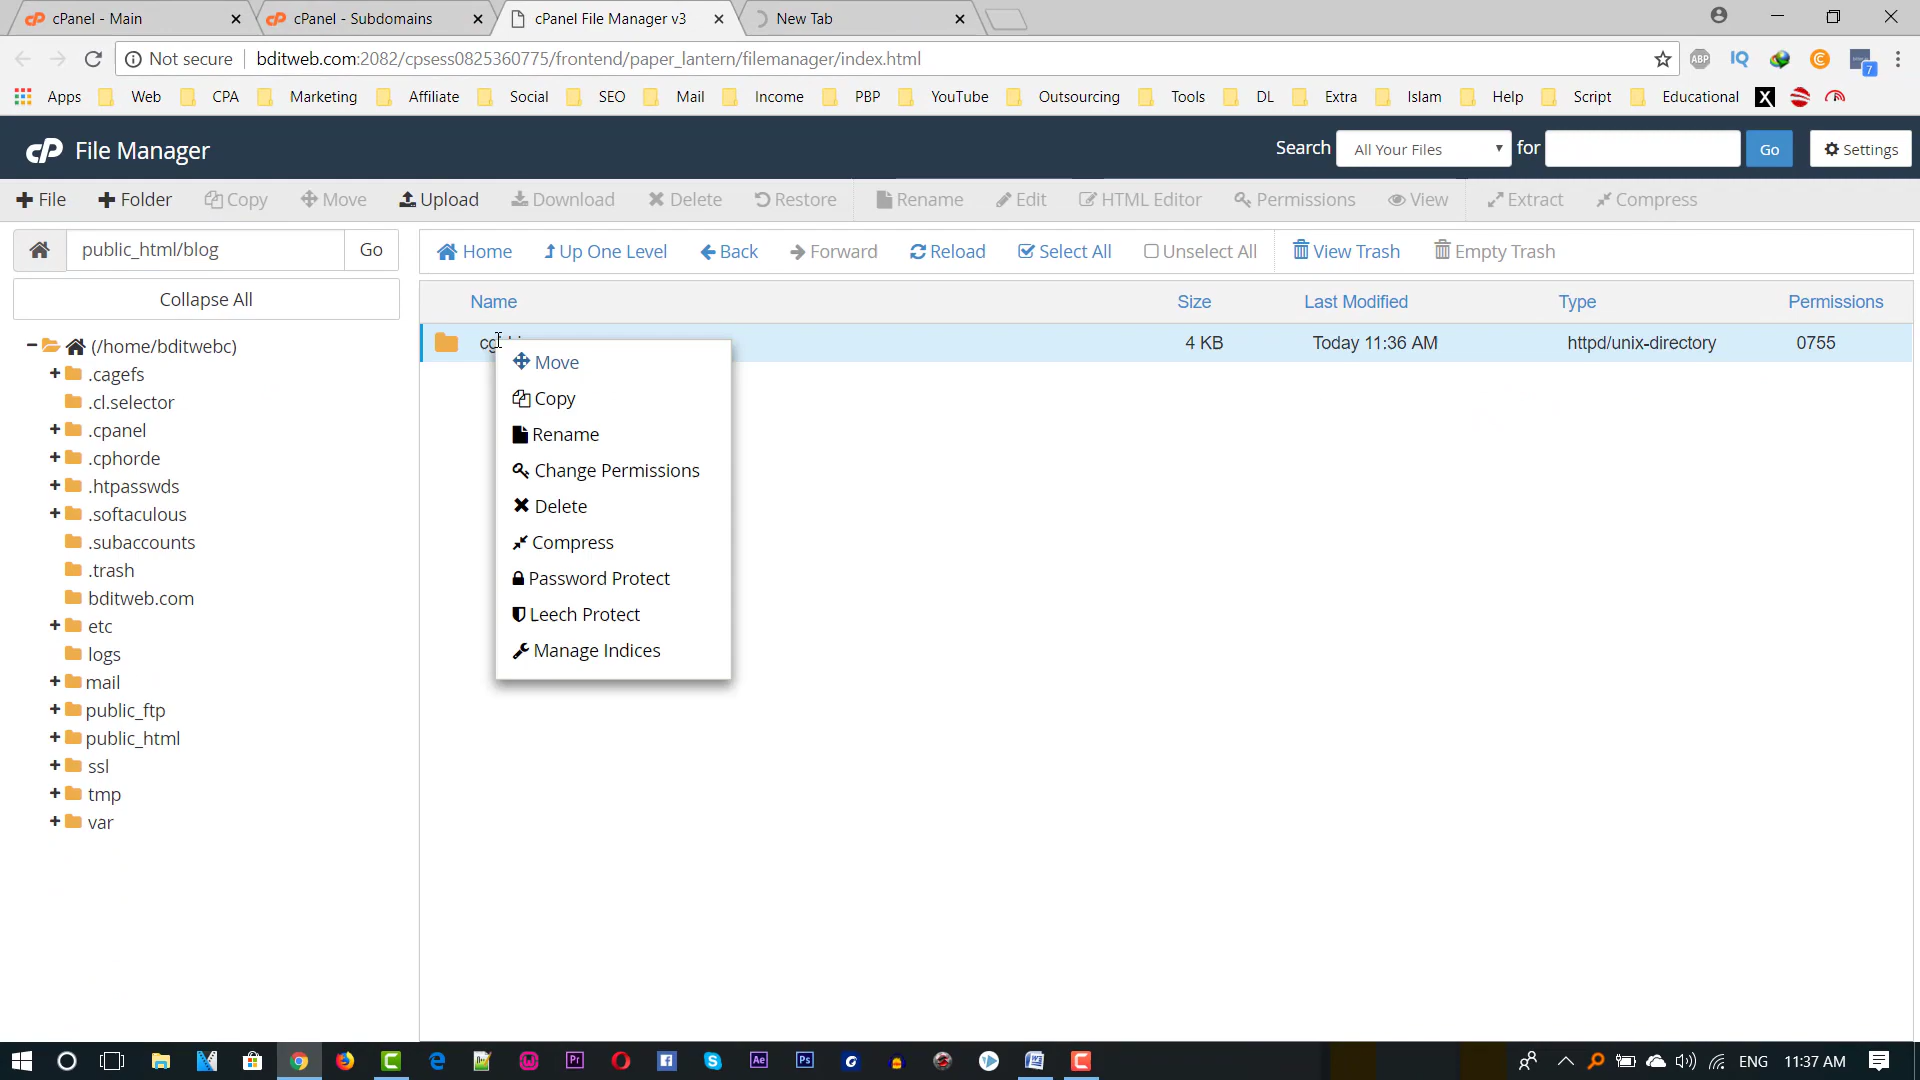 cPanel - Main
cPanel - Subdomains
cPanel File Manager v3
New Tab
Not secure
bditweb.com:2082/cpsess0825360775/frontend/paper_lantern/filemanager/index.html
ABP
IQ
7
Apps Web CPA Marketing Affiliate Social SEO Mail Income PBP YouTube Outsourcing Tools DL Extra Islam Help Script Educational X
cP File Manager
Search All Your Files for Go Settings
File Folder Copy Move Upload Download Delete Restore Rename Edit HTML Editor Permissions View Extract Compress
public_html/blog Go
Home Up One Level Back Forward Reload Select All Unselect All View Trash Empty Trash
Collapse All
Name Size Last Modified Type Permissions
4 KB Today 11:36 AM httpd/unix-directory 0755
Move
Copy
Rename
Change Permissions
Delete
Compress
Password Protect
Leech Protect
Manage Indices
(/home/bditwebc)
.cagefs
.cl.selector
.cpanel
.cphorde
.htpasswds
.softaculous
.subaccounts
.trash
bditweb.com
etc
logs
mail
public_ftp
public_html
ssl
tmp
var
Pr
Ae
Ps
ENG 11:37 AM